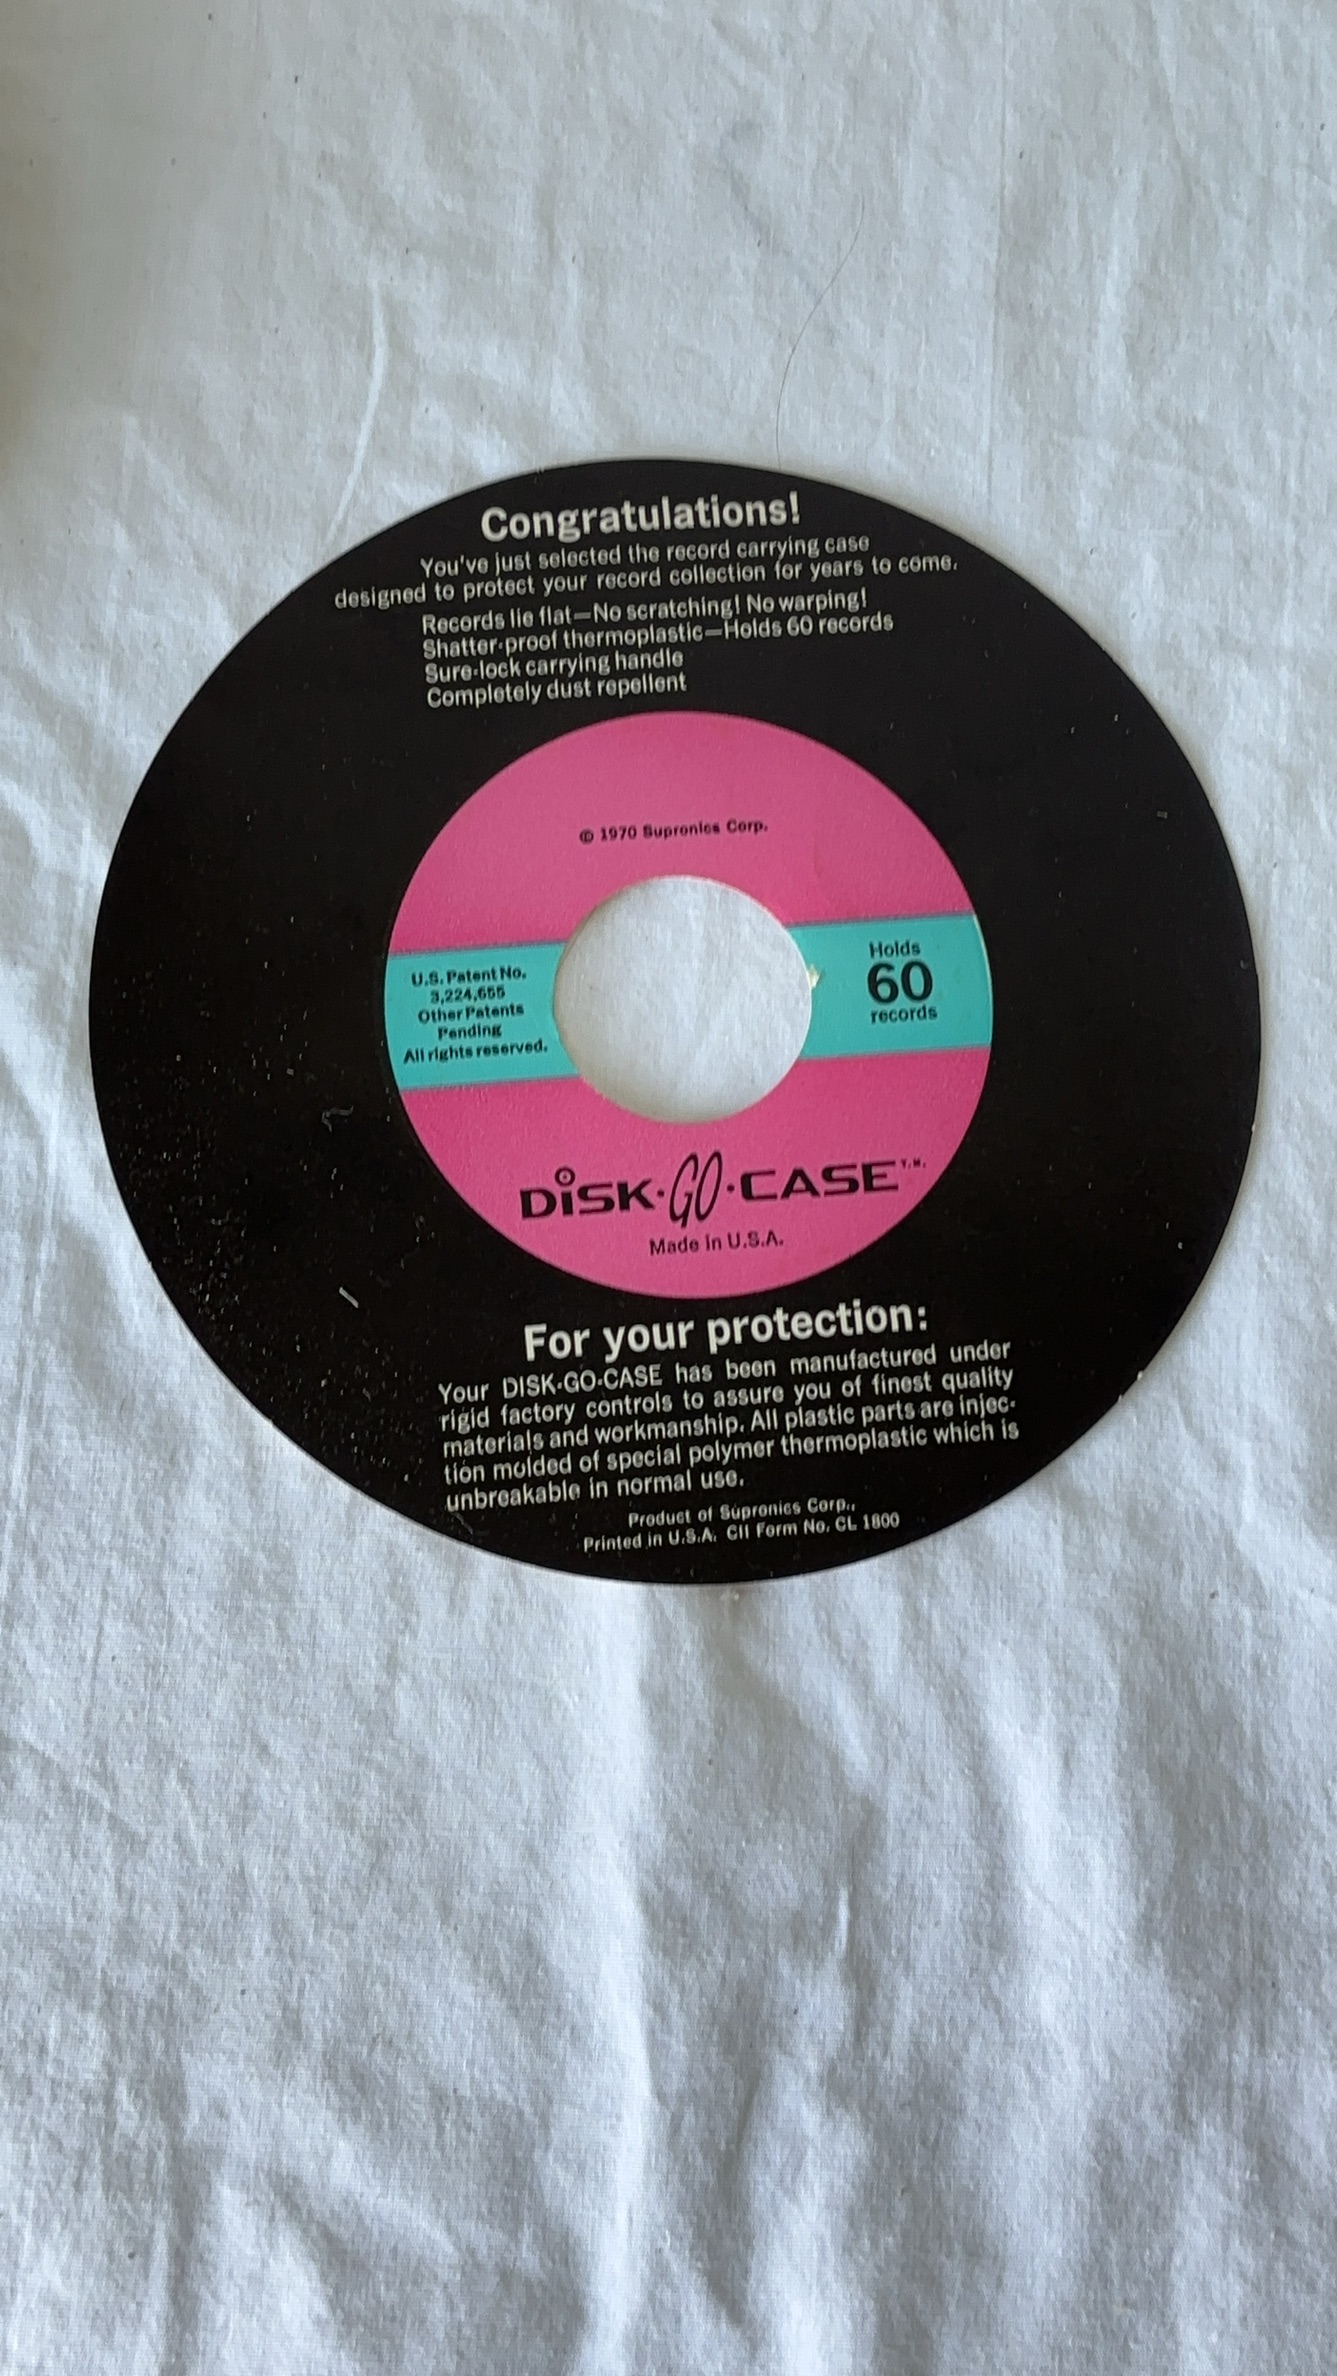 Congratulations!
You've just selected the record carrying case
designed to protect your record collection for years to come.
Records lie flat—No scratching! No warping!
Shatter-proof thermoplastic—Holds 60 records
Sure-lock carrying handle
Completely dust repellent
© 1970 Supronics Corp.
U.S. Patent No.
3,224,655
Other Patents
Pending
All rights reserved.
Holds
60
records
DISK·GO·CASE T.M.
Made in U.S.A.
For your protection:
Your DISK·GO·CASE has been manufactured under
rigid factory controls to assure you of finest quality
materials and workmanship. All plastic parts are injec-
tion molded of special polymer thermoplastic which is
unbreakable in normal use.
Product of Supronics Corp.,
Printed in U.S.A. CII Form No. CL 1800